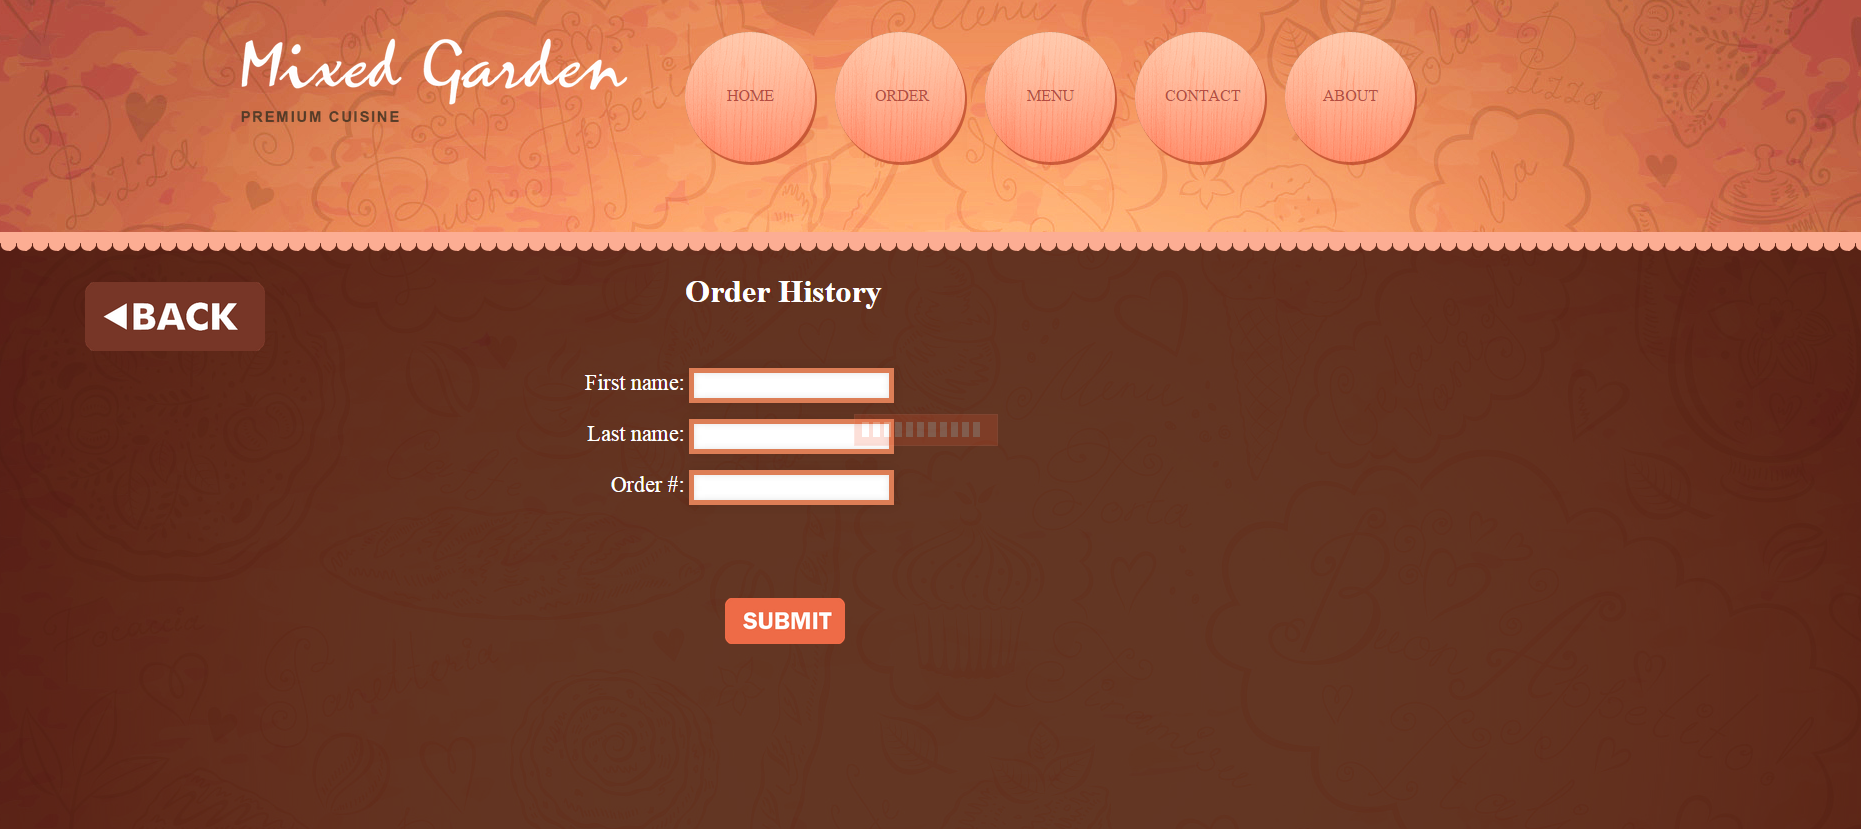 Mixed Garden
PREMIUM CUISINE
HOME ORDER MENU CONTACT ABOUT
BACK
Order History
First name:
Last name:
Order #:
SUBMIT